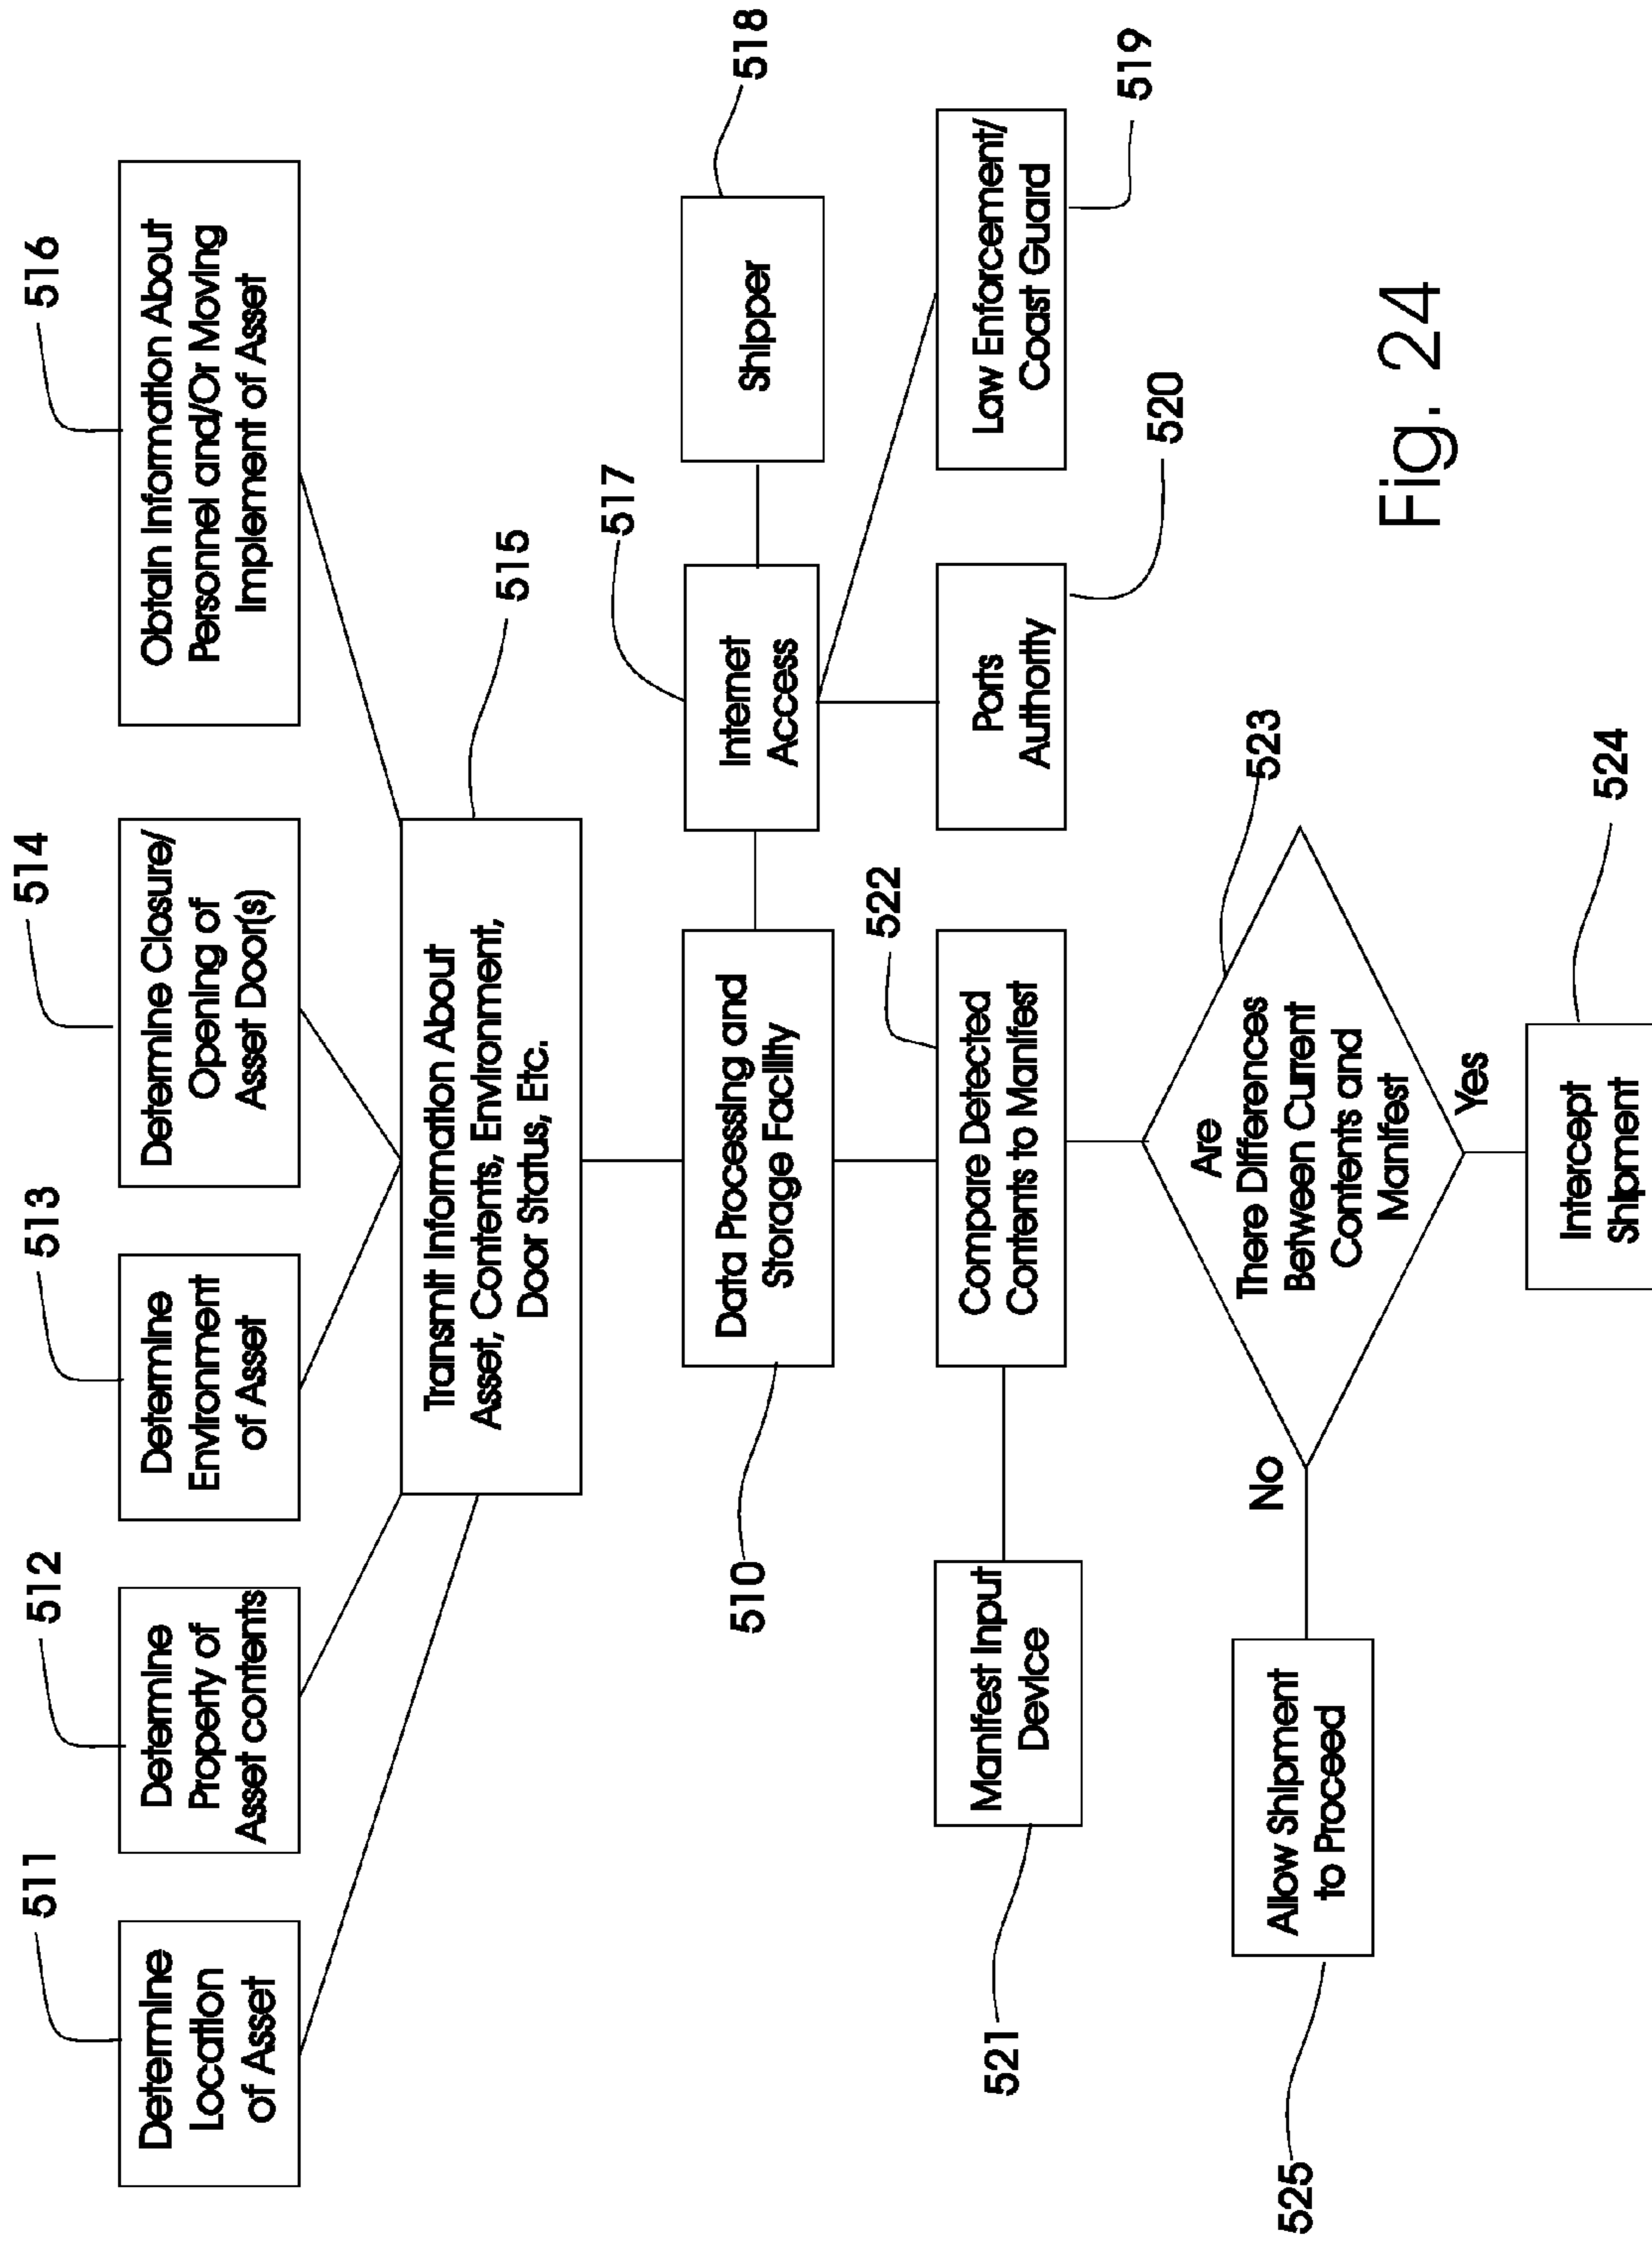 511
512
513
514
516
Determine
Location
of Asset
Determine
Property of
Asset contents
Determine
Environment
of Asset
Determine Closure/
Opening of
Asset Door(s)
Obtain Information About
Personnel and/Or Moving
Implement of Asset
515
Transmit Information About
Asset, Contents, Environment,
Door Status, Etc.
517
518
510
Data Processing and
Storage Facility
Internet
Access
Shipper
522
521
Manifest Input
Device
Compare Detected
Contents to Manifest
Ports
Authority
Law Enforcement/
Coast Guard
520
519
523
Are
There Differences
Between Current
Contents and
Manifest
No
Yes
525
Allow Shipment
to Proceed
524
Intercept
Shipment
Fig. 24